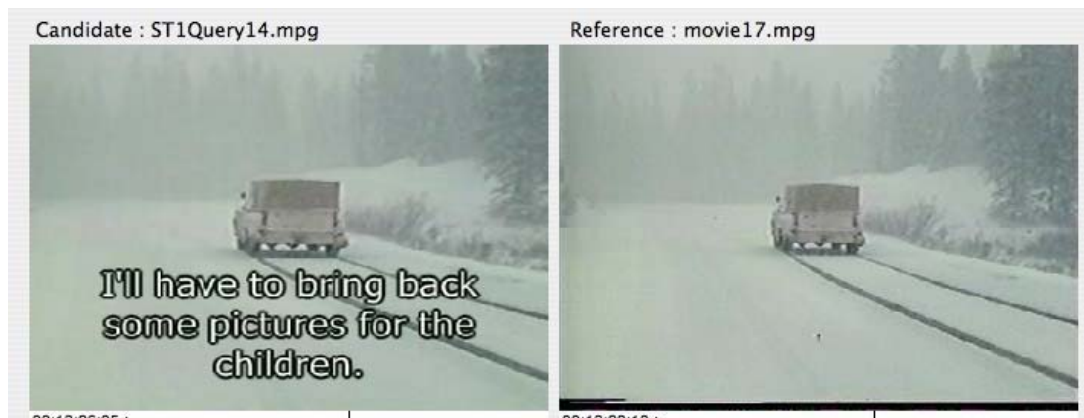 Candidate : ST1Query14.mpg
Reference : movie17.mpg
I'll have to bring back
some pictures for the
children.